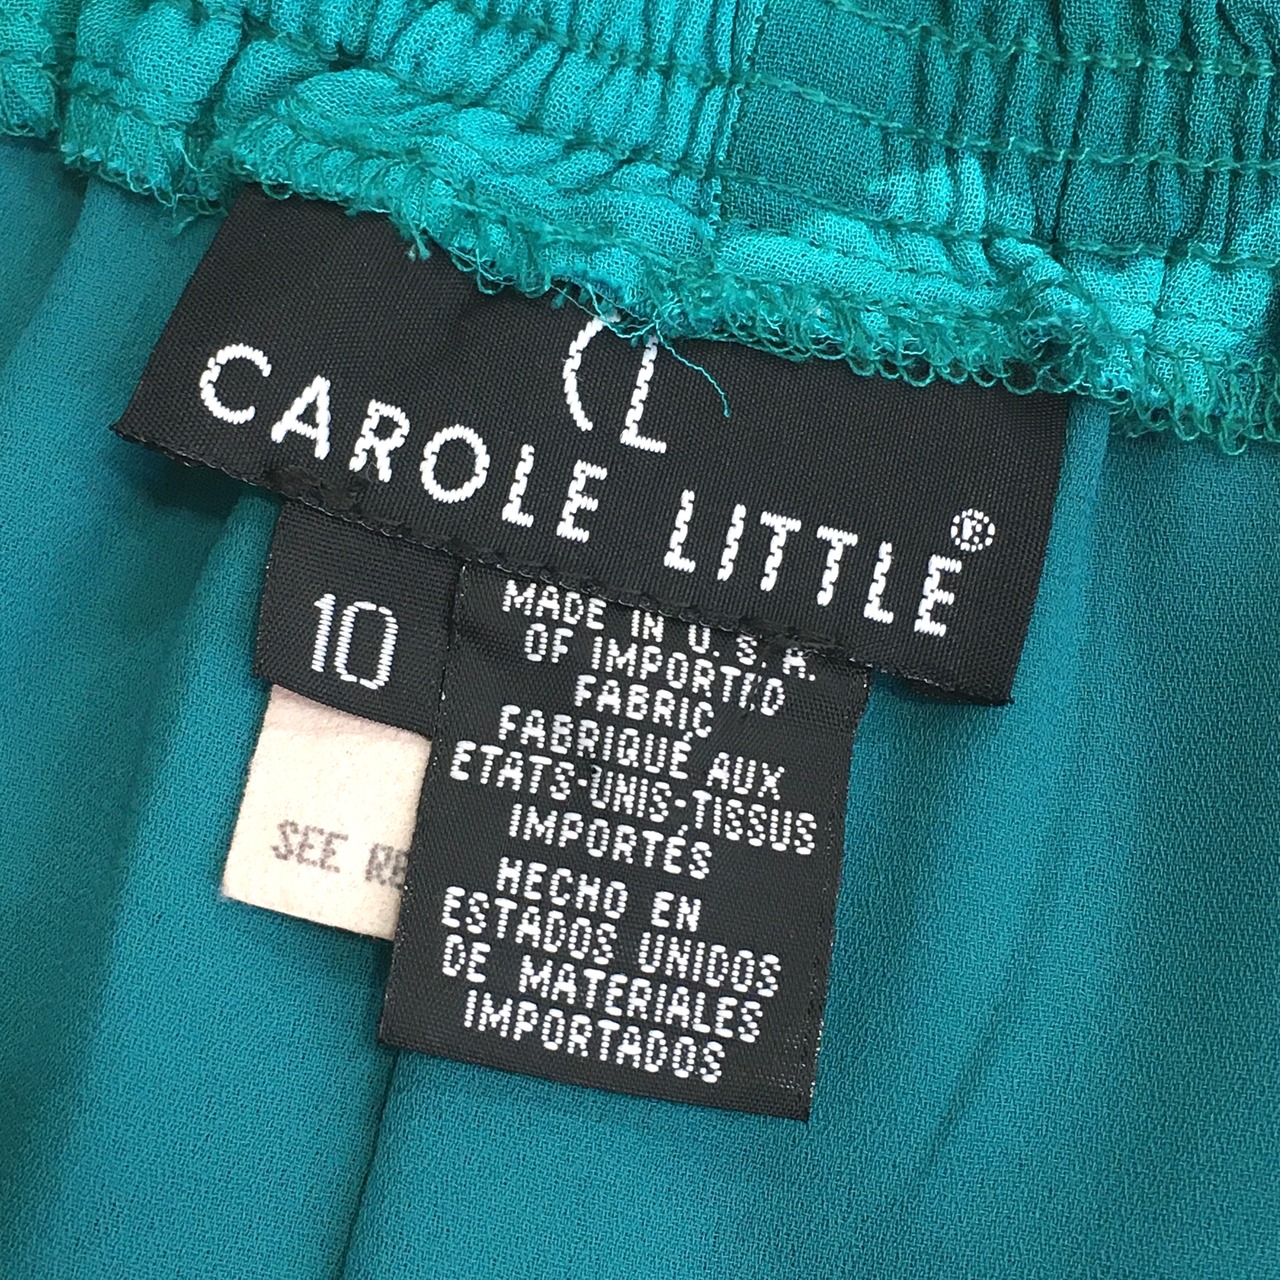 CL
CAROLE LITTLE®
10
MADE IN U.S.A.
OF IMPORTED
FABRIC
FABRIQUÉ AUX
ETATS-UNIS-TISSUS
IMPORTÉS
HECHO EN
ESTADOS UNIDOS
DE MATERIALES
IMPORTADOS
SEE RE